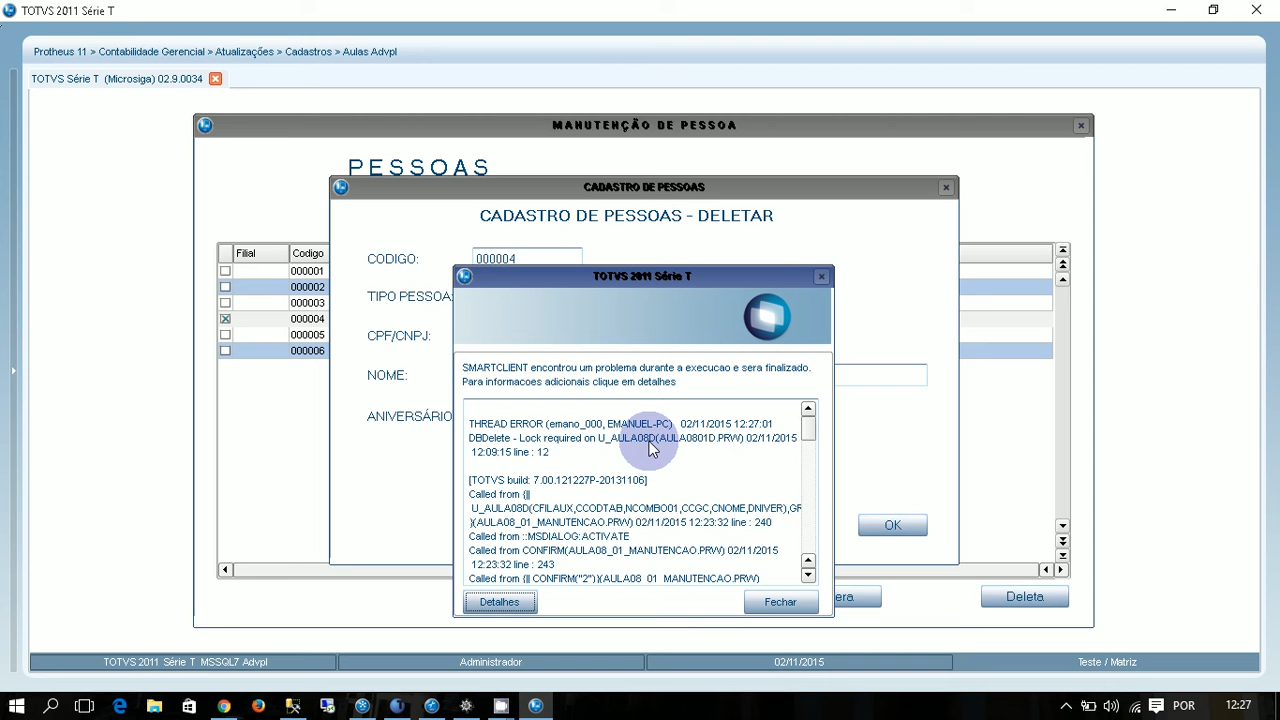 TOTVS 2011 Série T
Protheus 11 > Contabilidade Gerencial > Atualizações > Cadastros > Aulas Advpl
TOTVS Série T (Microsiga) 02.9.0034
MANUTENÇÃO DE PESSOA
PESSOAS
CADASTRO DE PESSOAS
CADASTRO DE PESSOAS - DELETAR
Filial Codigo
000001
000002
000003
000004
000005
000006
CODIGO: 000004
TIPO PESSOA:
CPF/CNPJ:
NOME:
ANIVERSÁRIO
OK
TOTVS 2011 Série T
SMARTCLIENT encontrou um problema durante a execucao e sera finalizado.
Para informacoes adicionais clique em detalhes
THREAD ERROR (emano_000, EMANUEL-PC) 02/11/2015 12:27:01
DBDelete - Lock required on U_AULA08D(AULA0801D.PRW) 02/11/2015
12:09:15 line : 12
[TOTVS build: 7.00.121227P-20131106]
Called from {||
U_AULA08D(CFILAUX,CCODTAB,NCOMBO01,CCGC,CNOME,DNIVER),GR
}(AULA08_01_MANUTENCAO.PRW) 02/11/2015 12:23:32 line : 240
Called from ::MSDIALOG:ACTIVATE
Called from CONFIRM(AULA08_01_MANUTENCAO.PRW) 02/11/2015
12:23:32 line : 243
Called from {|| CONFIRM("2")}(AULA08_01_MANUTENCAO.PRW)
Detalhes Fechar
era Deleta
TOTVS 2011 Série T MSSQL7 Advpl Administrador 02/11/2015 Teste / Matriz
POR 12:27